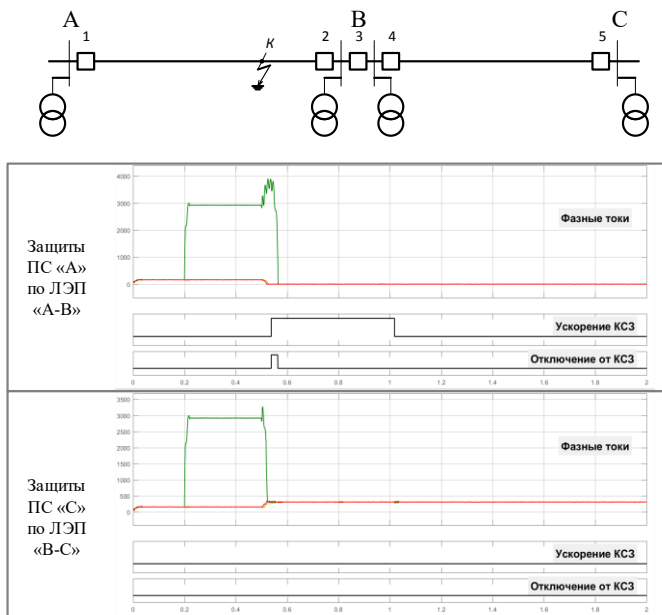 A
B
C
1
К
2
3
4
5
Защиты
ПС «А»
по ЛЭП
«А-В»
4000
3000
2000
1000
0
Фазные токи
Ускорение КСЗ
Отключение от КСЗ
0 0.2 0.4 0.6 0.8 1 1.2 1.4 1.6 1.8 2
Защиты
ПС «С»
по ЛЭП
«В-С»
3500
3000
2500
2000
1500
1000
500
0
Фазные токи
Ускорение КСЗ
Отключение от КСЗ
0 0.2 0.4 0.6 0.8 1 1.2 1.4 1.6 1.8 2